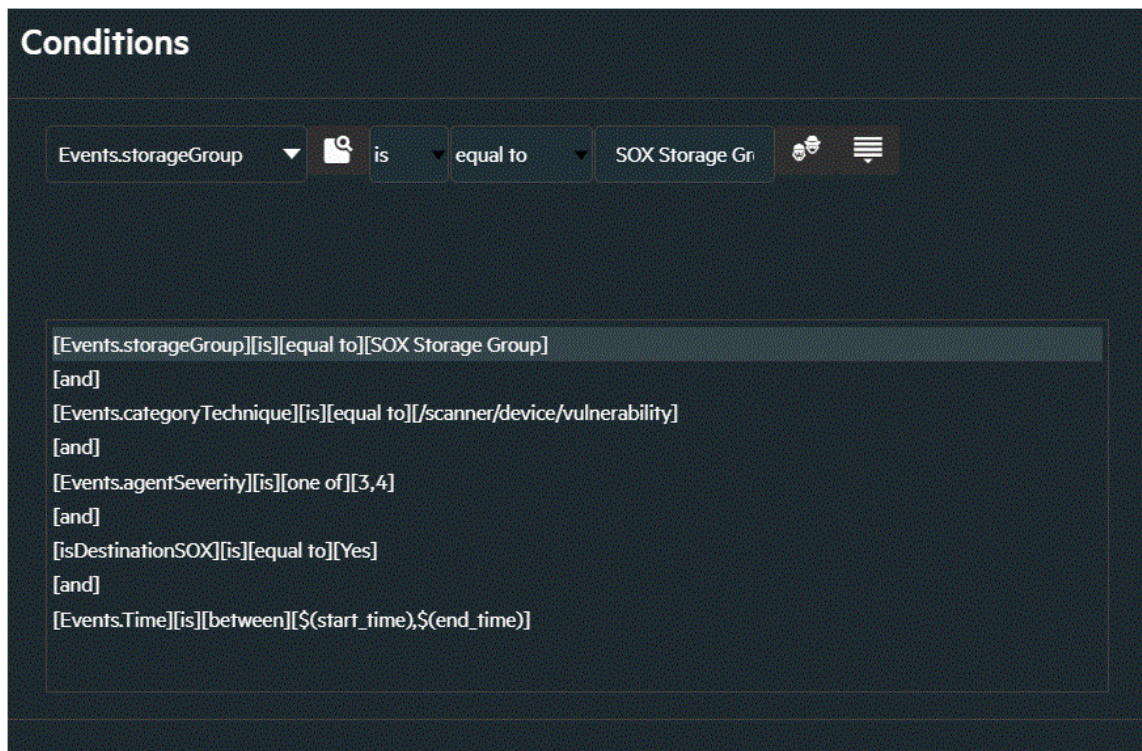 Conditions
Events.storageGroup is equal to SOX Storage Gr
[Events.storageGroup][is][equal to][SOX Storage Group]
[and]
[Events.categoryTechnique][is][equal to][/scanner/device/vulnerability]
[and]
[Events.agentSeverity][is][one of][3,4]
[and]
[isDestinationSOX][is][equal to][Yes]
[and]
[Events.Time][is][between][$(start_time),$(end_time)]